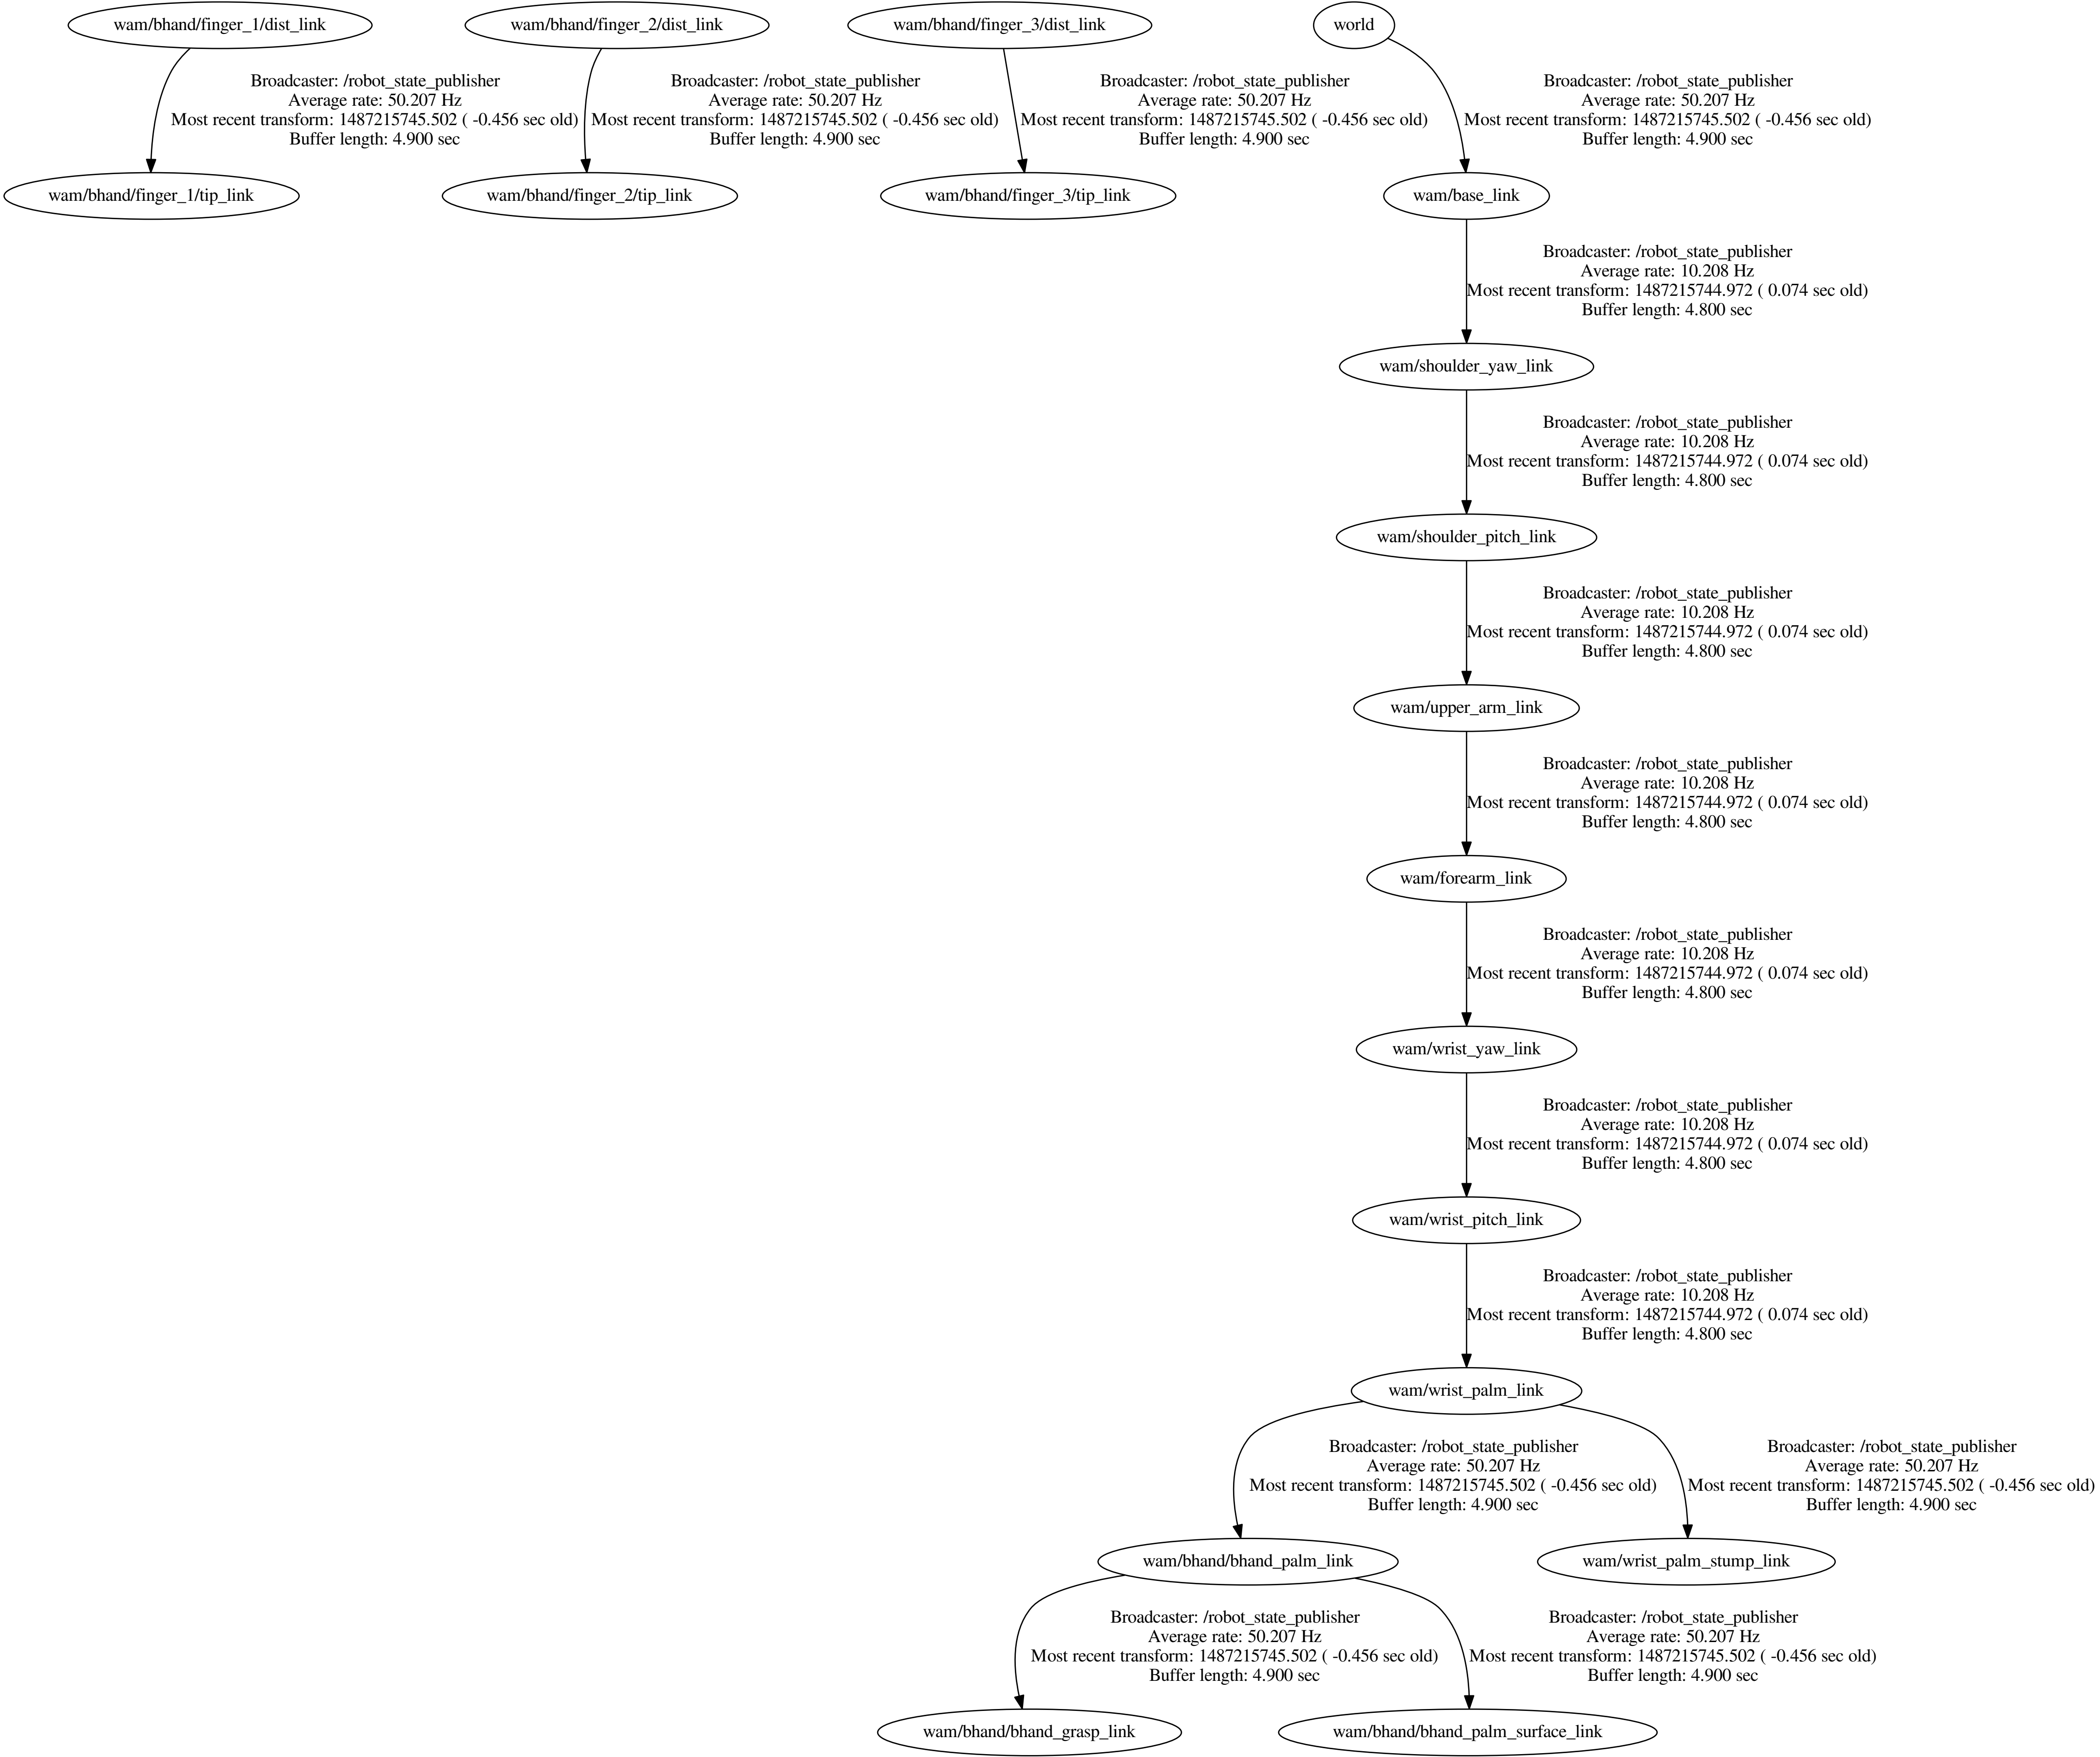 wam/bhand/finger_1/dist_link
wam/bhand/finger_2/dist_link
wam/bhand/finger_3/dist_link
world
Broadcaster: /robot_state_publisher
Average rate: 50.207 Hz
Most recent transform: 1487215745.502 ( -0.456 sec old)
Buffer length: 4.900 sec
Broadcaster: /robot_state_publisher
Average rate: 50.207 Hz
Most recent transform: 1487215745.502 ( -0.456 sec old)
Buffer length: 4.900 sec
Broadcaster: /robot_state_publisher
Average rate: 50.207 Hz
Most recent transform: 1487215745.502 ( -0.456 sec old)
Buffer length: 4.900 sec
Broadcaster: /robot_state_publisher
Average rate: 50.207 Hz
Most recent transform: 1487215745.502 ( -0.456 sec old)
Buffer length: 4.900 sec
wam/bhand/finger_1/tip_link
wam/bhand/finger_2/tip_link
wam/bhand/finger_3/tip_link
wam/base_link
Broadcaster: /robot_state_publisher
Average rate: 10.208 Hz
Most recent transform: 1487215744.972 ( 0.074 sec old)
Buffer length: 4.800 sec
wam/shoulder_yaw_link
Broadcaster: /robot_state_publisher
Average rate: 10.208 Hz
Most recent transform: 1487215744.972 ( 0.074 sec old)
Buffer length: 4.800 sec
wam/shoulder_pitch_link
Broadcaster: /robot_state_publisher
Average rate: 10.208 Hz
Most recent transform: 1487215744.972 ( 0.074 sec old)
Buffer length: 4.800 sec
wam/upper_arm_link
Broadcaster: /robot_state_publisher
Average rate: 10.208 Hz
Most recent transform: 1487215744.972 ( 0.074 sec old)
Buffer length: 4.800 sec
wam/forearm_link
Broadcaster: /robot_state_publisher
Average rate: 10.208 Hz
Most recent transform: 1487215744.972 ( 0.074 sec old)
Buffer length: 4.800 sec
wam/wrist_yaw_link
Broadcaster: /robot_state_publisher
Average rate: 10.208 Hz
Most recent transform: 1487215744.972 ( 0.074 sec old)
Buffer length: 4.800 sec
wam/wrist_pitch_link
Broadcaster: /robot_state_publisher
Average rate: 10.208 Hz
Most recent transform: 1487215744.972 ( 0.074 sec old)
Buffer length: 4.800 sec
wam/wrist_palm_link
Broadcaster: /robot_state_publisher
Average rate: 50.207 Hz
Most recent transform: 1487215745.502 ( -0.456 sec old)
Buffer length: 4.900 sec
Broadcaster: /robot_state_publisher
Average rate: 50.207 Hz
Most recent transform: 1487215745.502 ( -0.456 sec old)
Buffer length: 4.900 sec
wam/bhand/bhand_palm_link
wam/wrist_palm_stump_link
Broadcaster: /robot_state_publisher
Average rate: 50.207 Hz
Most recent transform: 1487215745.502 ( -0.456 sec old)
Buffer length: 4.900 sec
Broadcaster: /robot_state_publisher
Average rate: 50.207 Hz
Most recent transform: 1487215745.502 ( -0.456 sec old)
Buffer length: 4.900 sec
wam/bhand/bhand_grasp_link
wam/bhand/bhand_palm_surface_link